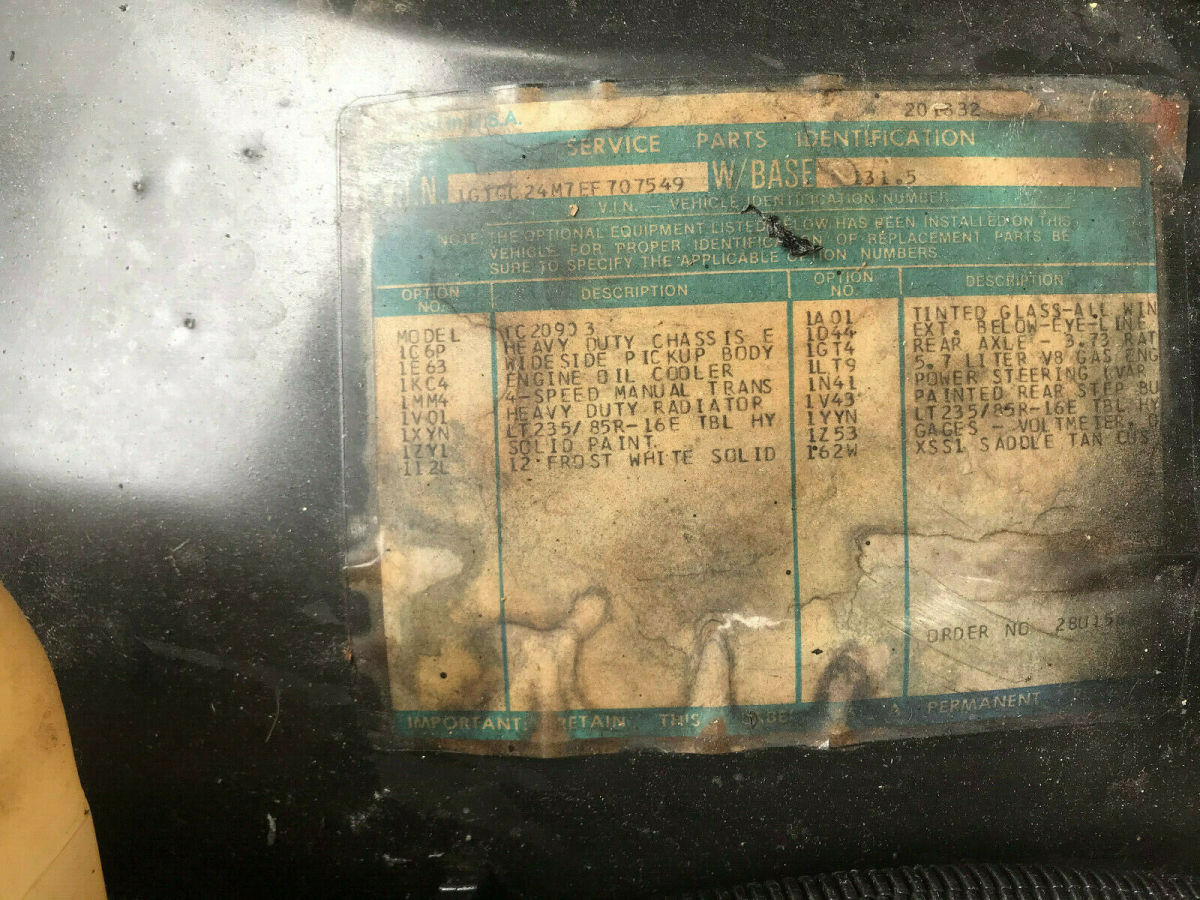 U.S.A. 201832
SERVICE PARTS IDENTIFICATION
1GTGC24M7FF707549 W/BASE 131.5
V.I.N. - VEHICLE IDENTIFICATION NUMBER
NOTE: THE OPTIONAL EQUIPMENT LISTED BELOW HAS BEEN INSTALLED ON THIS
VEHICLE. FOR PROPER IDENTIFIC OF REPLACEMENT PARTS BE
SURE TO SPECIFY THE APPLICABLE OPTION NUMBERS
OPTION NO. DESCRIPTION OPTION NO. DESCRIPTION
MODEL TC20903
1C6P HEAVY DUTY CHASSIS E
1E63 WIDESIDE PICKUP BODY
1KC4 ENGINE OIL COOLER
1MM4 4-SPEED MANUAL TRANS
1V01 HEAVY DUTY RADIATOR
1XYN LT235/85R-16E TBL HY
1ZY1 SOLID PAINT
1I2L 12-FROST WHITE SOLID
1A01 TINTED GLASS-ALL WIN
1D44 EXT. BELOW-EYE-LINE
1GT4 REAR AXLE - 3.73 RAT
1LT9 5.7 LITER V8 GAS ENG
1N41 POWER STEERING (VAR
1V43 PAINTED REAR STEP BU
1YYN LT235/85R-16E TBL HY
1Z53 GAGES - VOLTMETER, O
162W XSS1 SADDLE TAN CUS
ORDER NO 2BU15
IMPORTANT: RETAIN THIS PERMANENT